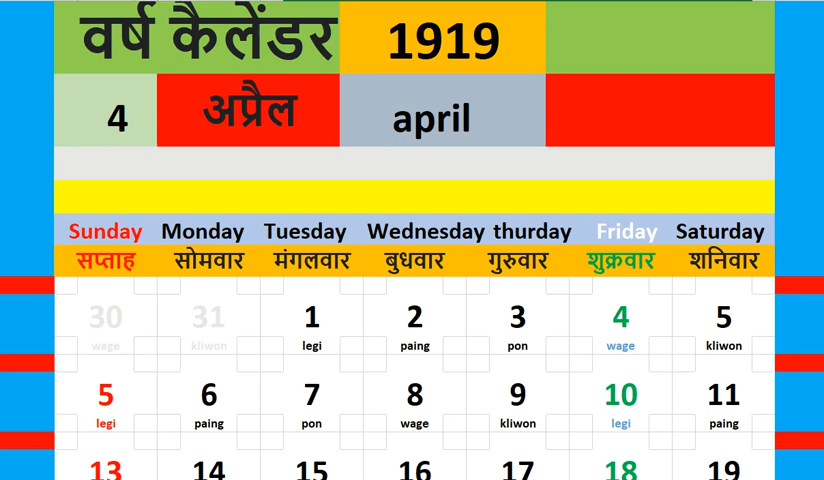 वर्ष कैलेंडर 1919
4 अप्रैल april
Sunday Monday Tuesday Wednesday thurday Friday Saturday
सप्ताह सोमवार मंगलवार बुधवार गुरुवार शुक्रवार शनिवार
30 31 1 2 3 4 5
wage kliwon legi paing pon wage kliwon
5 6 7 8 9 10 11
legi paing pon wage kliwon legi paing
13 14 15 16 17 18 19